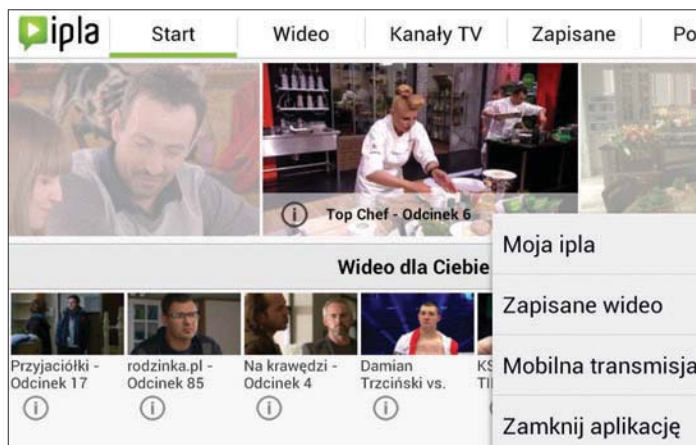 ipla
Start
Wideo
Kanały TV
Zapisane
Po
Top Chef - Odcinek 6
Wideo dla Ciebie
Moja ipla
Zapisane wideo
Mobilna transmisja
Zamknij aplikację
Przyjaciółki -
Odcinek 17
rodzinka.pl -
Odcinek 85
Na krawędzi -
Odcinek 4
Damian
Trzciński vs.
KS